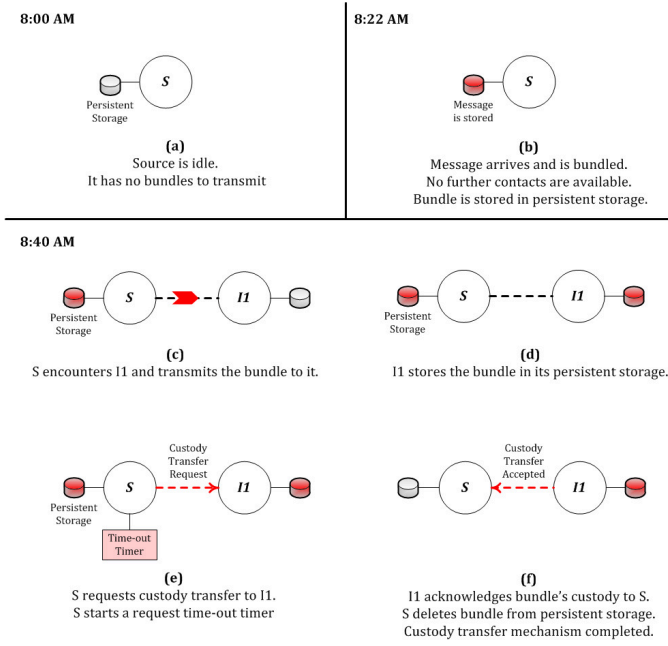 8:00 AM
S
Persistent
Storage
(a)
Source is idle.
It has no bundles to transmit
8:22 AM
S
Message
is stored
(b)
Message arrives and is bundled.
No further contacts are available.
Bundle is stored in persistent storage.
8:40 AM
S
I1
Persistent
Storage
(c)
S encounters I1 and transmits the bundle to it.
S
I1
Persistent
Storage
(d)
I1 stores the bundle in its persistent storage.
Custody
Transfer
Request
S
I1
Persistent
Storage
Time-out
Timer
(e)
S requests custody transfer to I1.
S starts a request time-out timer
Custody
Transfer
Accepted
S
I1
(f)
I1 acknowledges bundle's custody to S.
S deletes bundle from persistent storage.
Custody transfer mechanism completed.